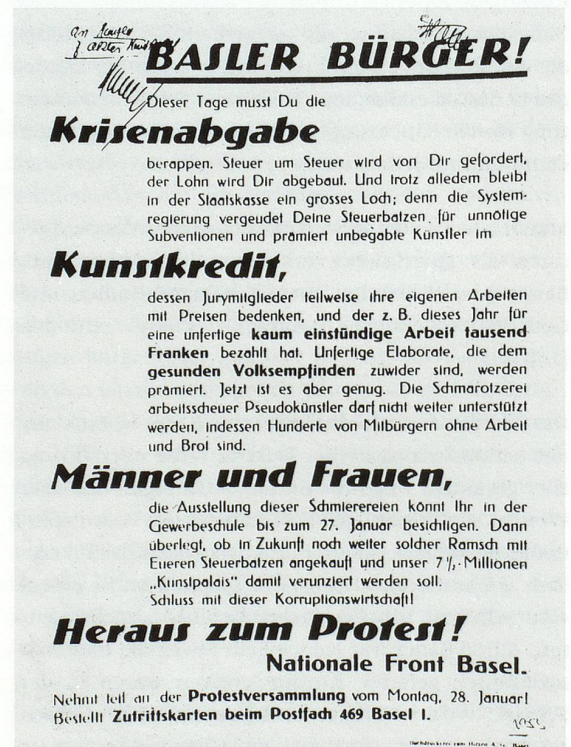 BASLER BÜRGER!
Dieser Tage musst Du die
Krisenabgabe
berappen. Steuer um Steuer wird von Dir gefordert,
der Lohn wird Dir abgebaut. Und trotz alledem bleibt
in der Staatskasse ein grosses Loch; denn die System-
regierung vergeudet Deine Steuerbatzen für unnötige
Subventionen und prämiert unbegabte Künstler im
Kunstkredit,
dessen Jurymitglieder teilweise ihre eigenen Arbeiten
mit Preisen bedenken, und der z. B. dieses Jahr für
eine unfertige kaum einstündige Arbeit tausend
Franken bezahlt hat. Unfertige Elaborate, die dem
gesunden Volksempfinden zuwider sind, werden
prämiert. Jetzt ist es aber genug. Die Schmarotzerei
arbeitsscheuer Pseudokünstler darf nicht weiter unterstützt
werden, indessen Hunderte von Mitbürgern ohne Arbeit
und Brot sind.
Männer und Frauen,
die Ausstellung dieser Schmierereien könnt Ihr in der
Gewerbeschule bis zum 27. Januar besichtigen. Dann
überlegt, ob in Zukunft noch weiter solcher Ramsch mit
Eueren Steuerbatzen angekauft und unser 7½-Millionen
„Kunstpalais" damit verunziert werden soll.
Schluss mit dieser Korruptionswirtschaft!
Heraus zum Protest!
Nationale Front Basel.
Nehmt teil an der Protestversammlung vom Montag, 28. Januar!
Bestellt Zutrittskarten beim Postfach 469 Basel 1.